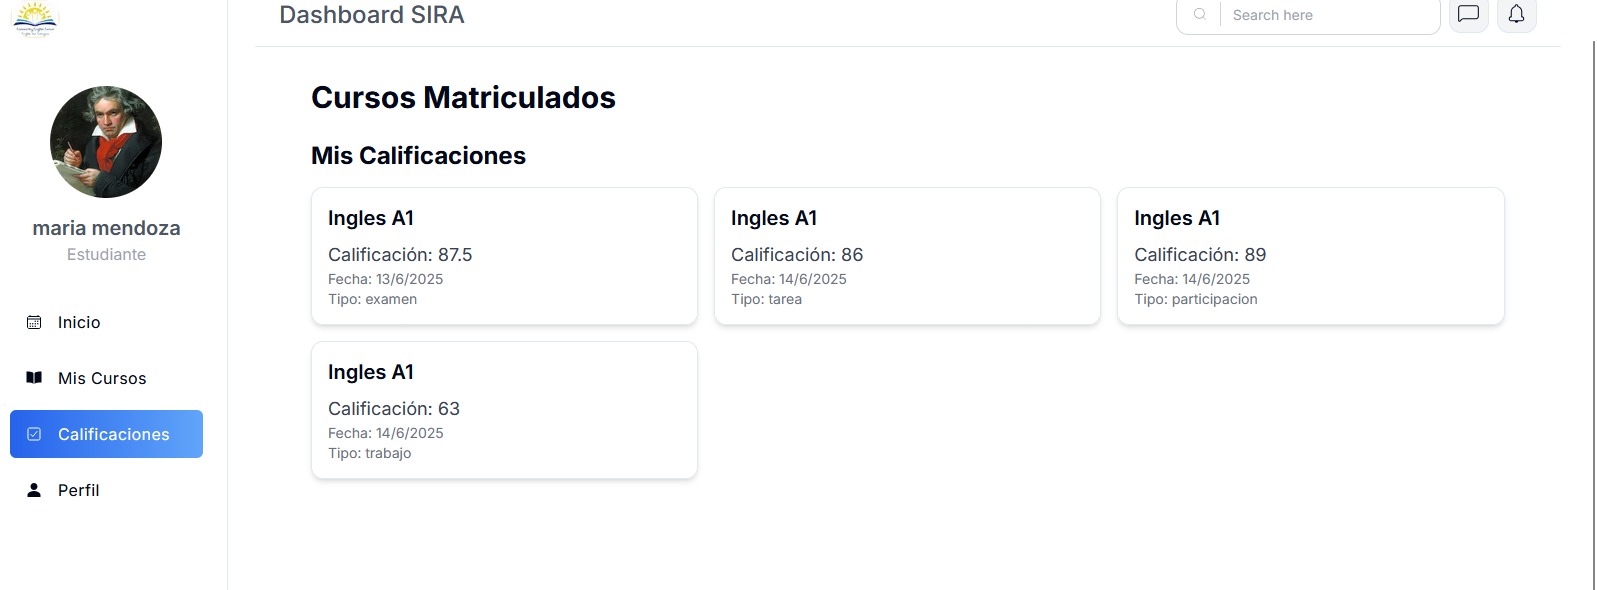 Dashboard SIRA
Search here
maria mendoza
Estudiante
Inicio
Mis Cursos
Calificaciones
Perfil
Cursos Matriculados
Mis Calificaciones
Ingles A1
Calificación: 87.5
Fecha: 13/6/2025
Tipo: examen
Ingles A1
Calificación: 86
Fecha: 14/6/2025
Tipo: tarea
Ingles A1
Calificación: 89
Fecha: 14/6/2025
Tipo: participacion
Ingles A1
Calificación: 63
Fecha: 14/6/2025
Tipo: trabajo